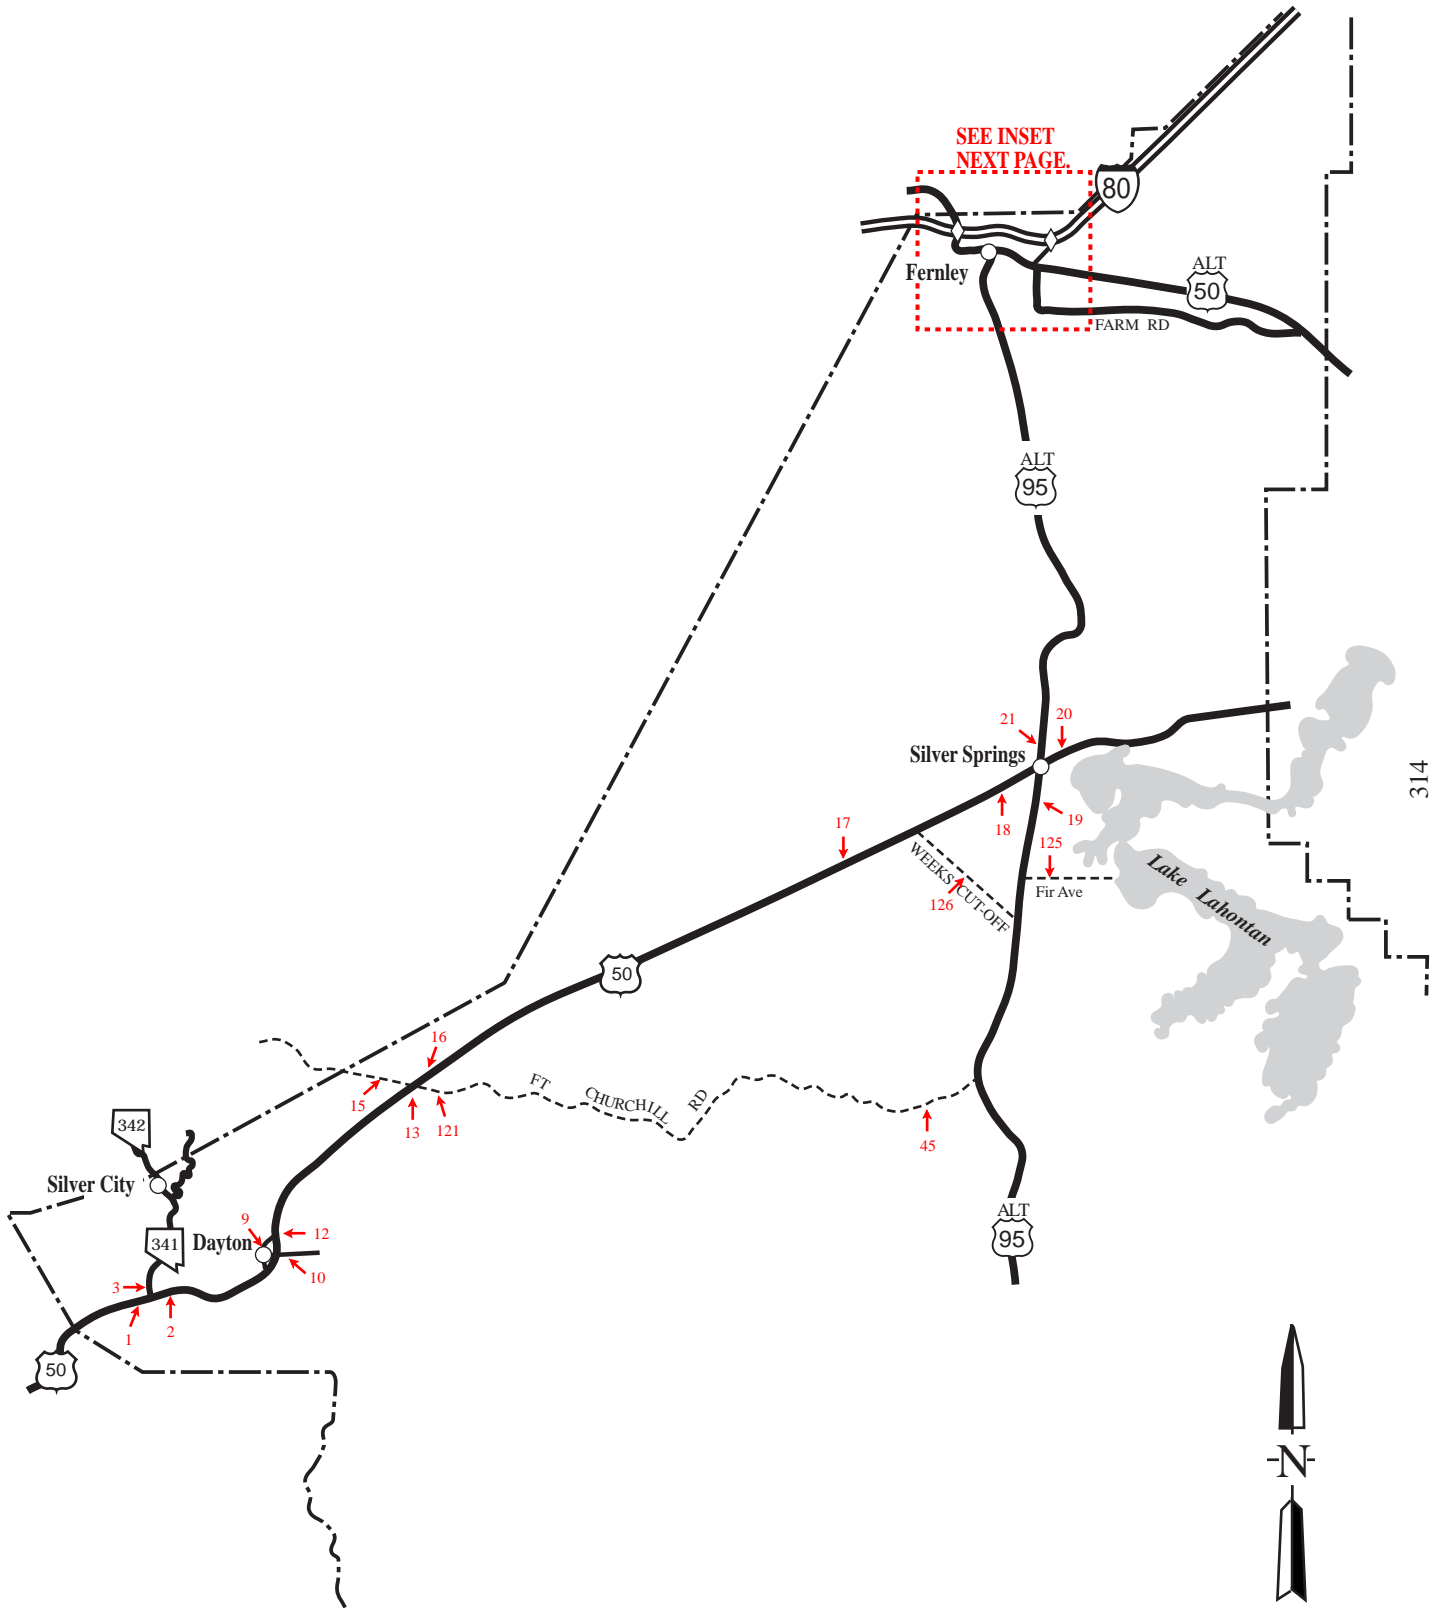 SEE INSET
NEXT PAGE.
80
Fernley
ALT
50
FARM RD
ALT
95
21
20
Silver Springs
314
17
18
19
125
WEEKS CUT-OFF
126
Fir Ave
Lake Lahontan
50
16
15
13
121
FT CHURCHILL RD
45
342
Silver City
341
9
Dayton
12
10
ALT
95
3
1
2
50
N